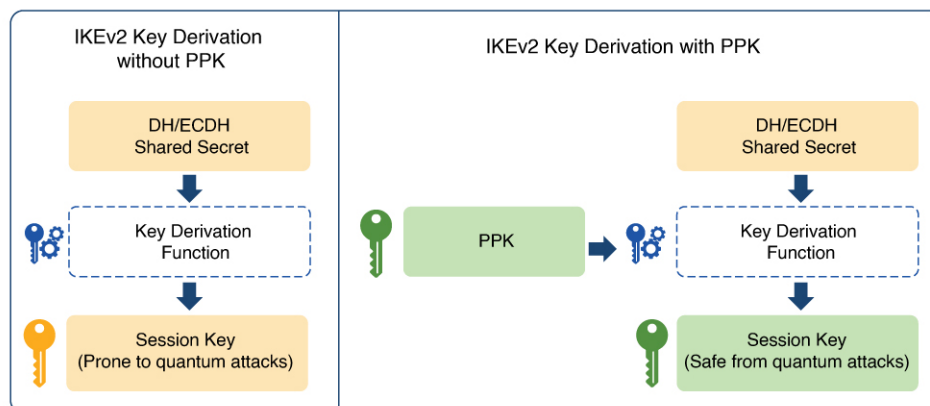 IKEv2 Key Derivation
without PPK
DH/ECDH
Shared Secret
Key Derivation
Function
Session Key
(Prone to quantum attacks)
IKEv2 Key Derivation with PPK
DH/ECDH
Shared Secret
PPK
Key Derivation
Function
Session Key
(Safe from quantum attacks)